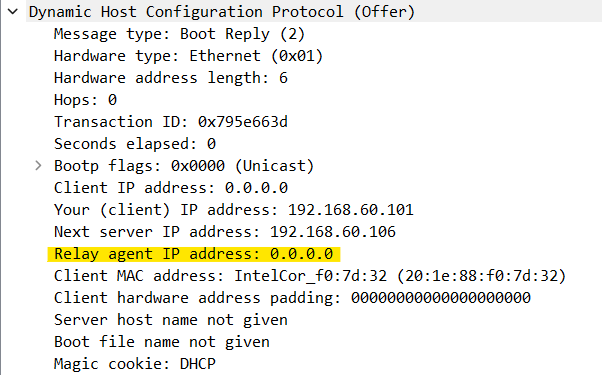 Dynamic Host Configuration Protocol (Offer)
Message type: Boot Reply (2)
Hardware type: Ethernet (0x01)
Hardware address length: 6
Hops: 0
Transaction ID: 0x795e663d
Seconds elapsed: 0
Bootp flags: 0x0000 (Unicast)
Client IP address: 0.0.0.0
Your (client) IP address: 192.168.60.101
Next server IP address: 192.168.60.106
Relay agent IP address: 0.0.0.0
Client MAC address: IntelCor_f0:7d:32 (20:1e:88:f0:7d:32)
Client hardware address padding: 00000000000000000000
Server host name not given
Boot file name not given
Magic cookie: DHCP